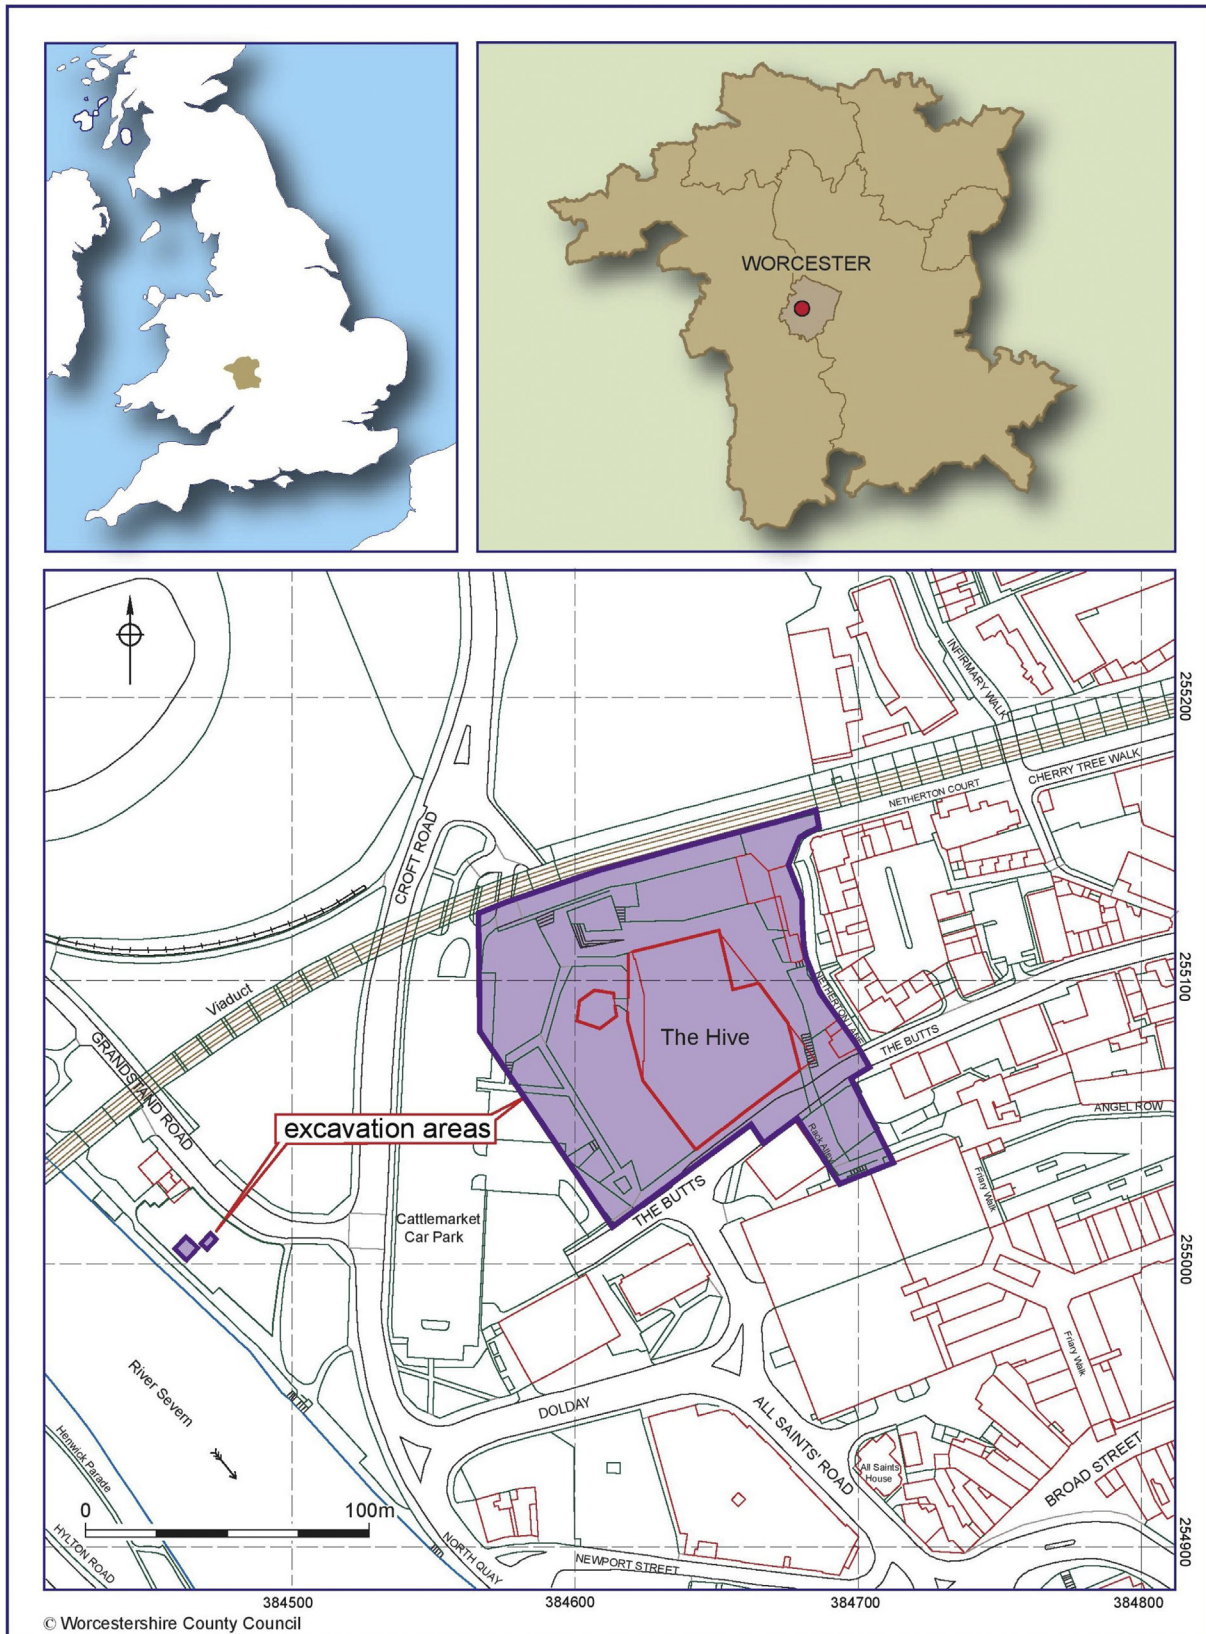 WORCESTER
INFIRMARY WALK
255200
CHERRY TREE WALK
NETHERTON COURT
CROFT ROAD
Viaduct
255100
NETHERTON LANE
The Hive
THE BUTTS
GRANDSTAND ROAD
excavation areas
ANGEL ROW
Rack Alley
Friary Walk
THE BUTTS
Cattlemarket
Car Park
255000
River Severn
Friary Walk
DOLDAY
ALL SAINTS' ROAD
All Saints
House
BROAD STREET
Henwick Parade
0 100m
HYLTON ROAD
NORTH QUAY
NEWPORT STREET
254900
384500 384600 384700 384800
© Worcestershire County Council